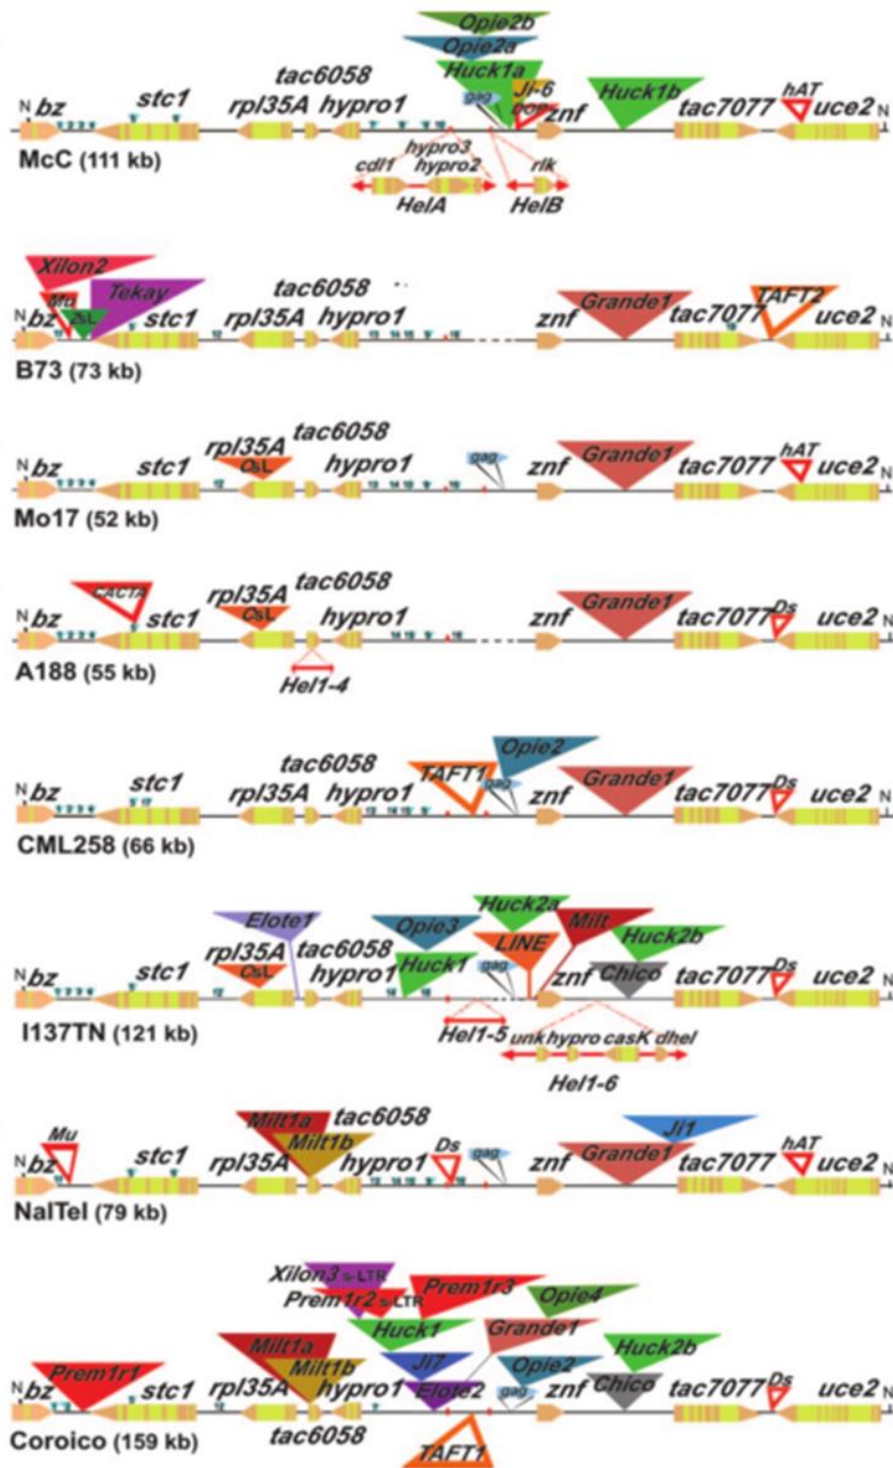 Opie2b
Opie2a
tac6058 Huck1a
N bz stc1 rpl35A hypro1 gag Ji-6 znf Huck1b tac7077 hAT uce2 N
McC (111 kb)
hypro3
cdl1 hypro2 rlk
HelA HelB
Xilon2
Tekay tac6058
Mu TAFT2
N bz ZsL stc1 rpl35A hypro1 znf Grande1 tac7077 uce2 N
B73 (73 kb)
tac6058
rpl35A gag Grande1 hAT
N bz stc1 CsL hypro1 znf tac7077 uce2 N
Mo17 (52 kb)
CACTA tac6058
rpl35A Grande1 Ds
N bz stc1 CsL hypro1 znf tac7077 uce2 N
A188 (55 kb)
Hel1-4
Opie2
tac6058 TAFT1
N bz stc1 rpl35A hypro1 gag znf Grande1 tac7077 Ds uce2 N
CML258 (66 kb)
Huck2a
Elote1 Opie3 Milt
rpl35A tac6058 LINE Huck2b
N bz stc1 CsL hypro1 Huck1 gag znf Chico tac7077 Ds uce2 N
I137TN (121 kb)
Hel1-5 unk hypro casK dhel
Hel1-6
Milt1a tac6058 Ji1
Mu Milt1b Ds
N bz stc1 rpl35A hypro1 gag znf Grande1 tac7077 hAT uce2 N
NalTel (79 kb)
Xilon3 s-LTR Prem1r3
Prem1r2 s-LTR Opie4
Huck1 Grande1
Milt1a Huck2b
Prem1r1 Milt1b Ji7 Opie2
N bz stc1 rpl35A hypro1 Elote2 gag znf Chico tac7077 Ds uce2 N
Coroico (159 kb)
tac6058
TAFT1